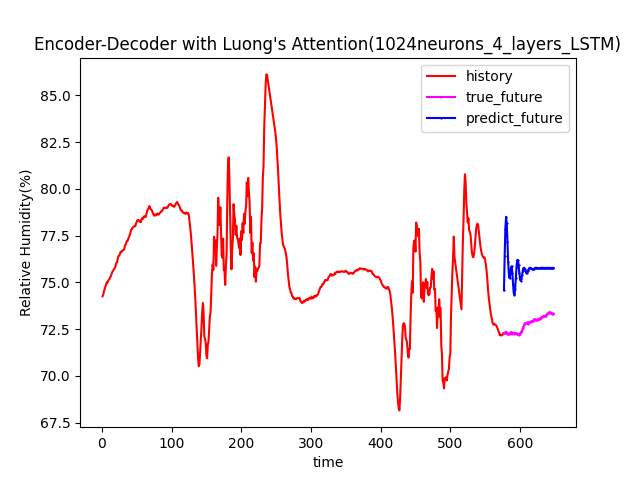 Encoder-Decoder with Luong's Attention(1024neurons_4_layers_LSTM)
history
true_future
predict_future
Relative Humidity(%)
85.0
82.5
80.0
77.5
75.0
72.5
70.0
67.5
0 100 200 300 400 500 600
time